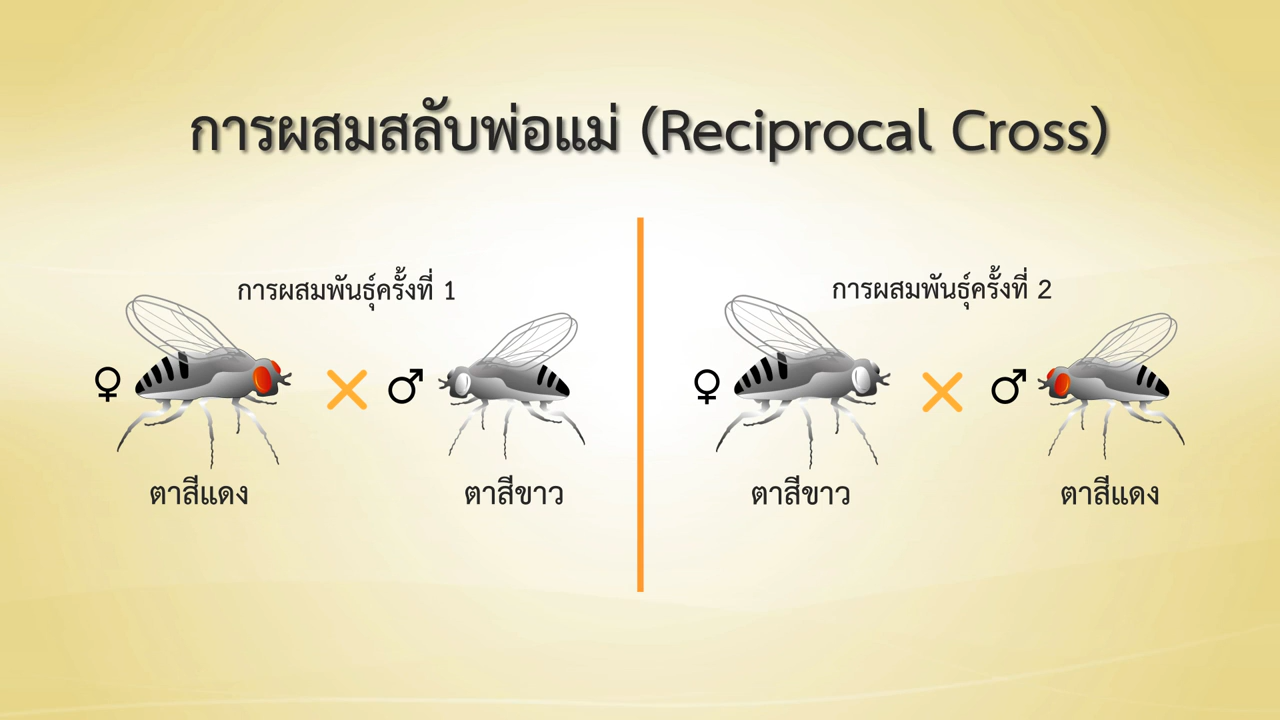 การผสมสลับพ่อแม่ (Reciprocal Cross)
การผสมพันธุ์ครั้งที่ 1
♀
♂
ตาสีแดง
ตาสีขาว
การผสมพันธุ์ครั้งที่ 2
♀
♂
ตาสีขาว
ตาสีแดง